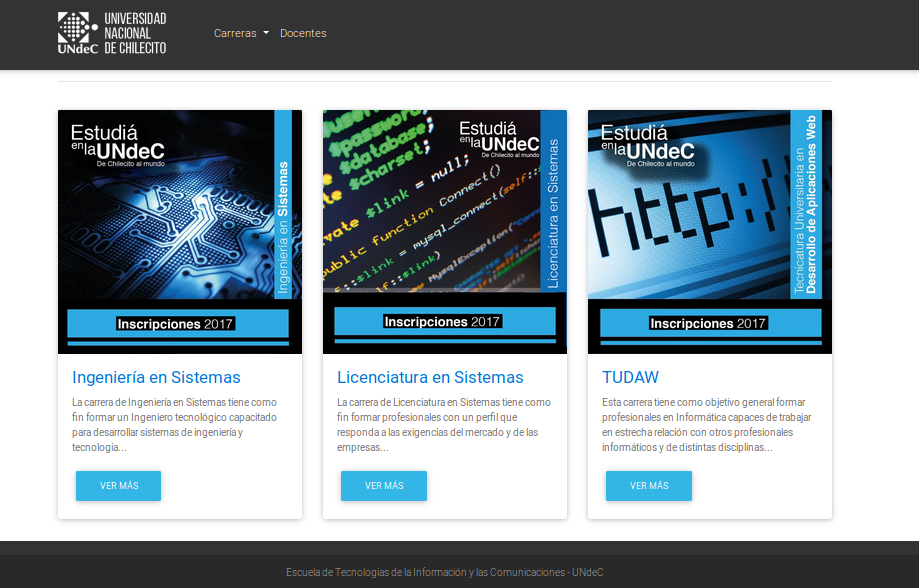 UNIVERSIDAD
NACIONAL
DE CHILECITO
UNdeC
Carreras
Docentes
Estudiá
en la UNdeC
De Chilecito al mundo
Ingeniería en Sistemas
Inscripciones 2017
$password;
$database;
$charset;
vate $link = null;
public function Connect()
$link = mysql_connect(self::
self::$link)
new MysqlException("Connec
Estudiá
en la UNdeC
De Chilecito al mundo
Licenciatura en Sistemas
Inscripciones 2017
http://
Estudiá
en la UNdeC
De Chilecito al mundo
Tecnicatura Universitaria en
Desarrollo de Aplicaciones Web
Inscripciones 2017
Ingeniería en Sistemas
La carrera de Ingeniería en Sistemas tiene como
fin formar un Ingeniero tecnológico capacitado
para desarrollar sistemas de ingeniería y
tecnología...
VER MÁS
Licenciatura en Sistemas
La carrera de Licenciatura en Sistemas tiene como
fin formar profesionales con un perfil que
responda a las exigencias del mercado y de las
empresas...
VER MÁS
TUDAW
Esta carrera tiene como objetivo general formar
profesionales en Informática capaces de trabajar
en estrecha relación con otros profesionales
informáticos y de distintas disciplinas...
VER MÁS
Escuela de Tecnologías de la Información y las Comunicaciones - UNdeC